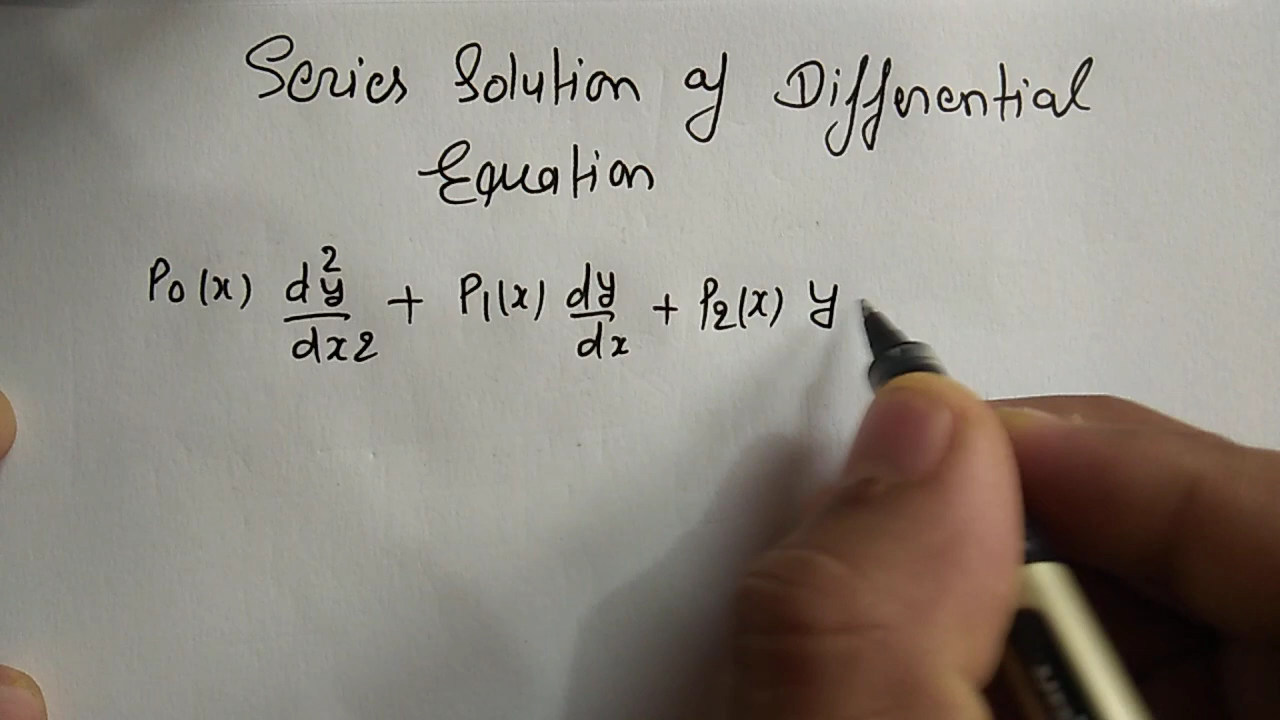 Series Solution of Differential
Equation
P₀(x) d²y/dx² + P₁(x) dy/dx + P₂(x) y